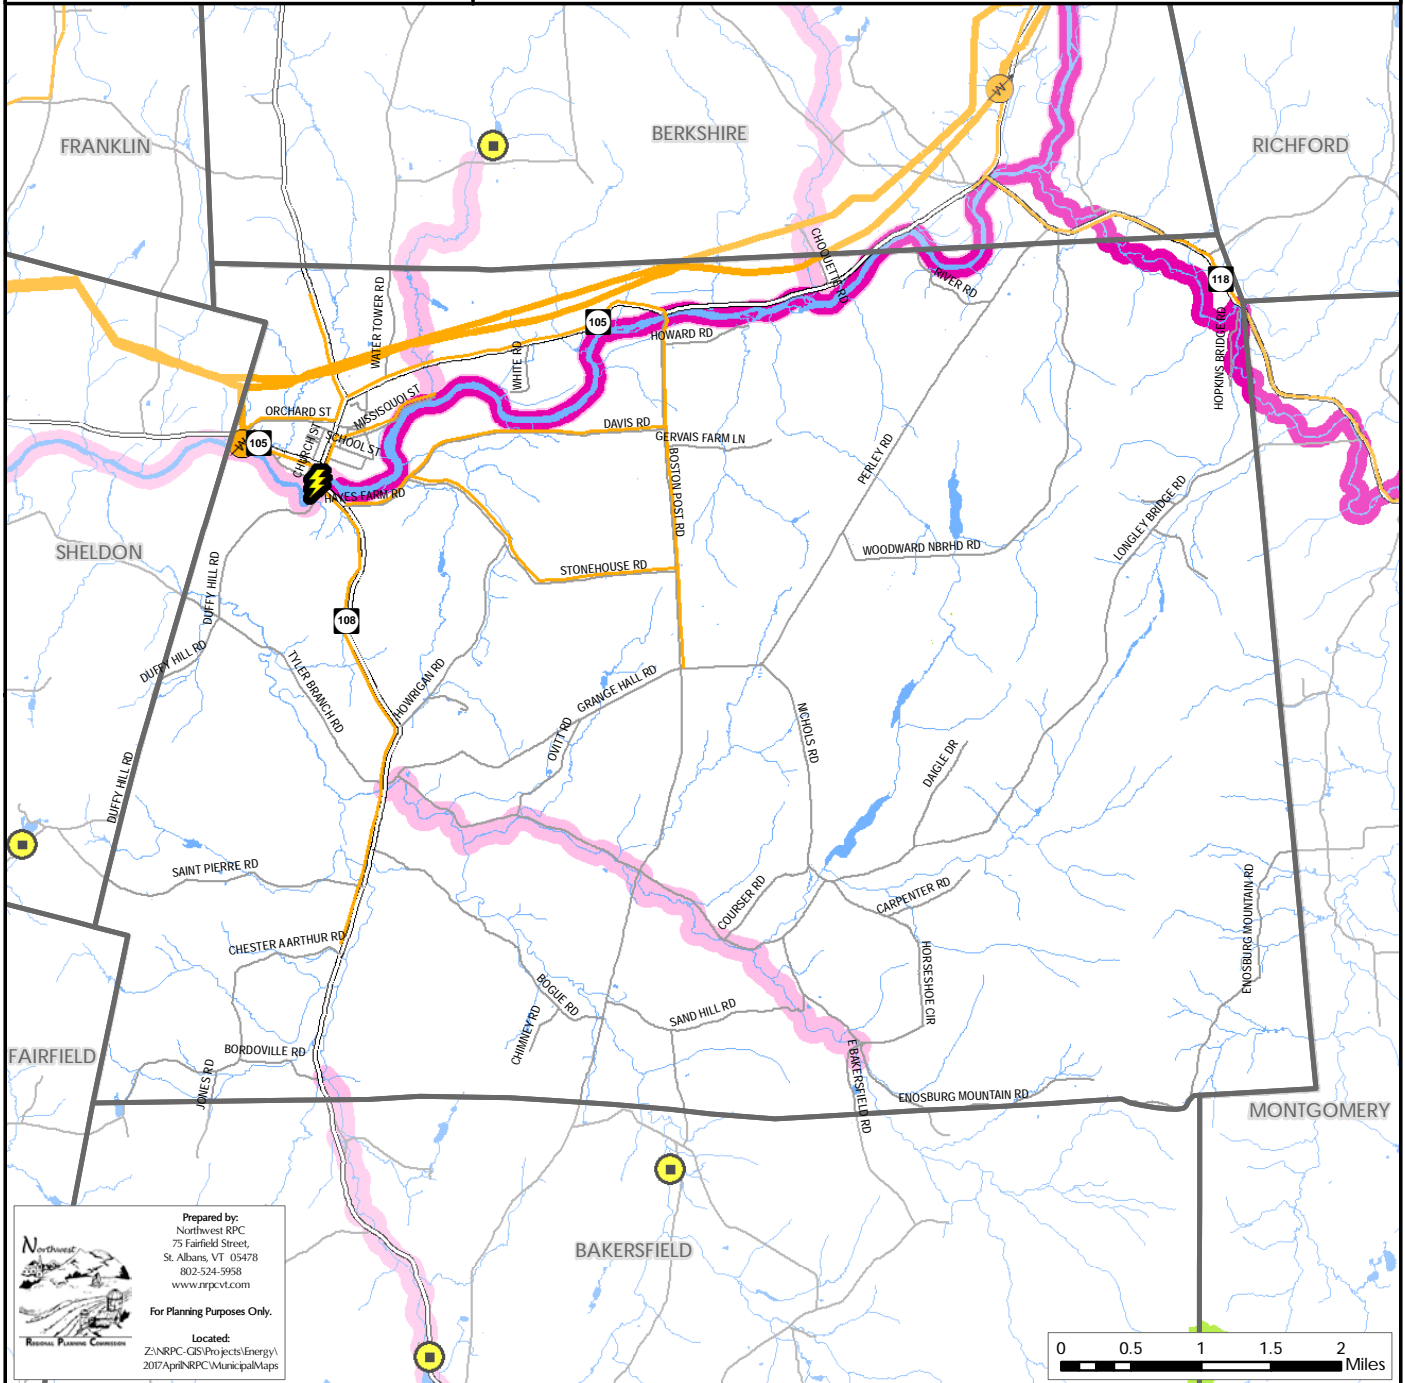 FRANKLIN
BERKSHIRE
RICHFORD
W
CHOQUETTE RD
RIVER RD
118
WATER TOWER RD
105
HOWARD RD
WHITE RD
HOPKINS BRIDGE RD
ORCHARD ST
MISSISQUOI ST
W
105
CHURCH ST
SCHOOL ST
DAVIS RD
GERVAIS FARM LN
BOSTON POST RD
PERLEY RD
HAYES FARM RD
LONGLEY BRIDGE RD
SHELDON
WOODWARD NBRHD RD
STONEHOUSE RD
DUFFY HILL RD
108
DUFFY HILL RD
TYLER BRANCH RD
HOWRIGAN RD
GRANGE HALL RD
OVITT RD
NICHOLS RD
DAIGLE DR
DUFFY HILL RD
SAINT PIERRE RD
COURSER RD
CARPENTER RD
ENOSBURG MOUNTAIN RD
CHESTER A ARTHUR RD
HORSESHOE CIR
BOGUE RD
CHIMNEY RD
SAND HILL RD
FAIRFIELD
BORDOVILLE RD
JONES RD
E BAKERSFIELD RD
ENOSBURG MOUNTAIN RD
MONTGOMERY
BAKERSFIELD
Northwest
REGIONAL PLANNING COMMISSION
Prepared by:
Northwest RPC
75 Fairfield Street,
St. Albans, VT 05478
802-524-5958
www.nrpcvt.com
For Planning Purposes Only.
Located:
Z:\NRPC-GIS\Projects\Energy\
2017AprilNRPC\MunicipalMaps
0 0.5 1 1.5 2
Miles